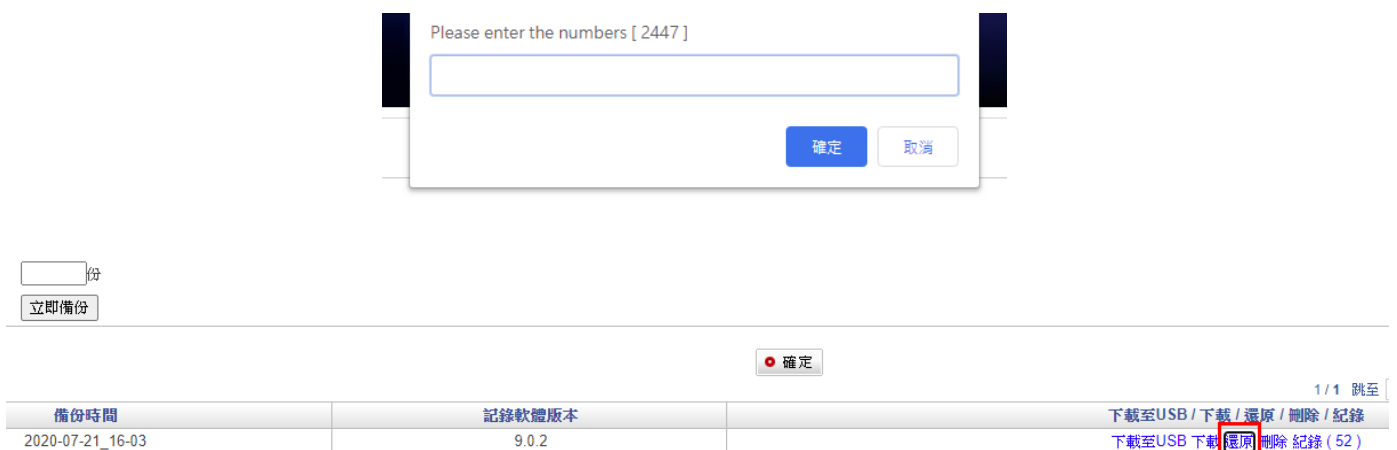 Please enter the numbers [ 2447 ]
確定 取消
份
立即備份
確定
1 / 1 跳至
備份時間 記錄軟體版本 下載至USB / 下載 / 還原 / 刪除 / 紀錄
2020-07-21_16-03 9.0.2 下載至USB 下載 還原 刪除 紀錄 ( 52 )